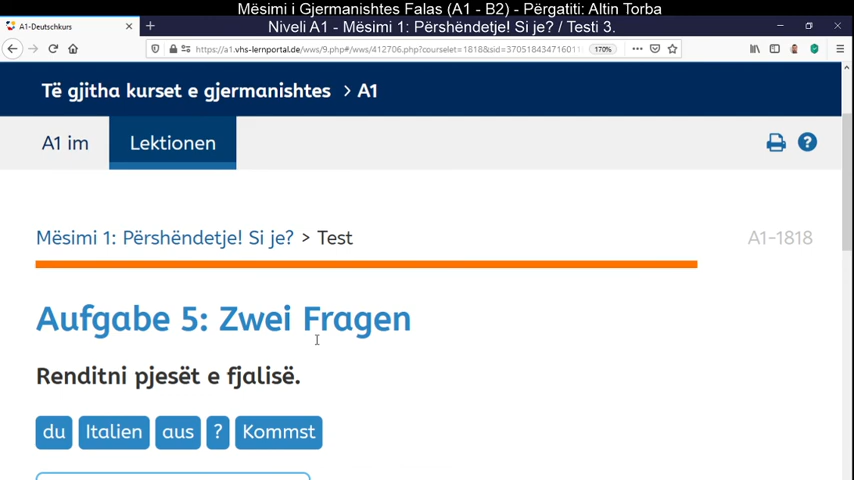 Mësimi i Gjermanishtes Falas (A1 - B2) - Përgatiti: Altin Torba
Niveli A1 - Mësimi 1: Përshëndetje! Si je? / Testi 3.
A1-Deutschkurs
https://a1.vhs-lernportal.de/wws/9.php#/wws/412706.php?courselet=1818&sid=37051843471601
170%
Të gjitha kurset e gjermanishtes > A1
A1 im
Lektionen
Mësimi 1: Përshëndetje! Si je? > Test
A1-1818
Aufgabe 5: Zwei Fragen
Renditni pjesët e fjalisë.
du Italien aus ? Kommst